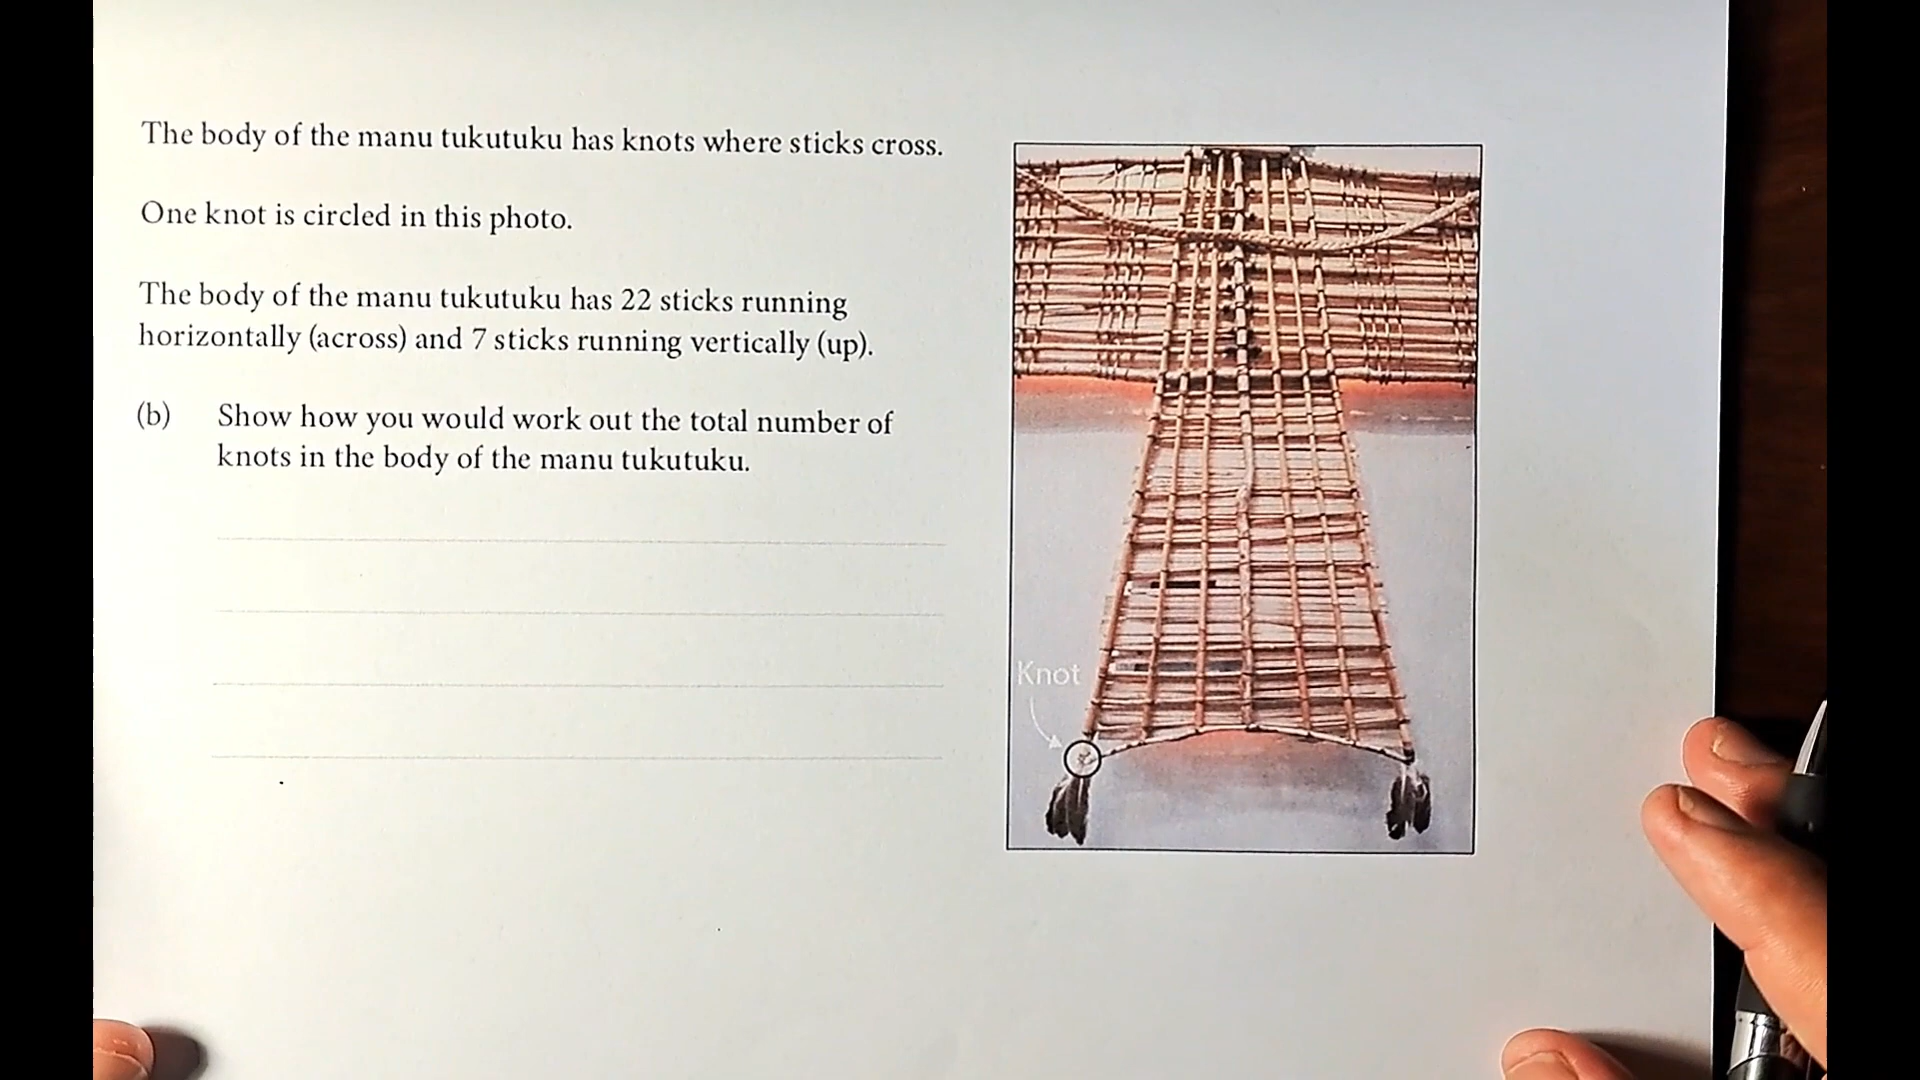 The body of the manu tukutuku has knots where sticks cross.
One knot is circled in this photo.
The body of the manu tukutuku has 22 sticks running
horizontally (across) and 7 sticks running vertically (up).
(b) Show how you would work out the total number of
knots in the body of the manu tukutuku.
Knot